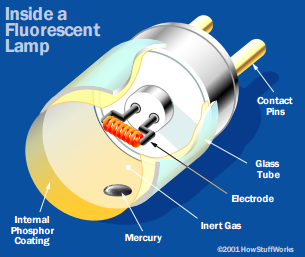 Inside a
Fluorescent
Lamp
Contact
Pins
Glass
Tube
Electrode
Inert Gas
Mercury
Internal
Phosphor
Coating
©2001 HowStuffWorks